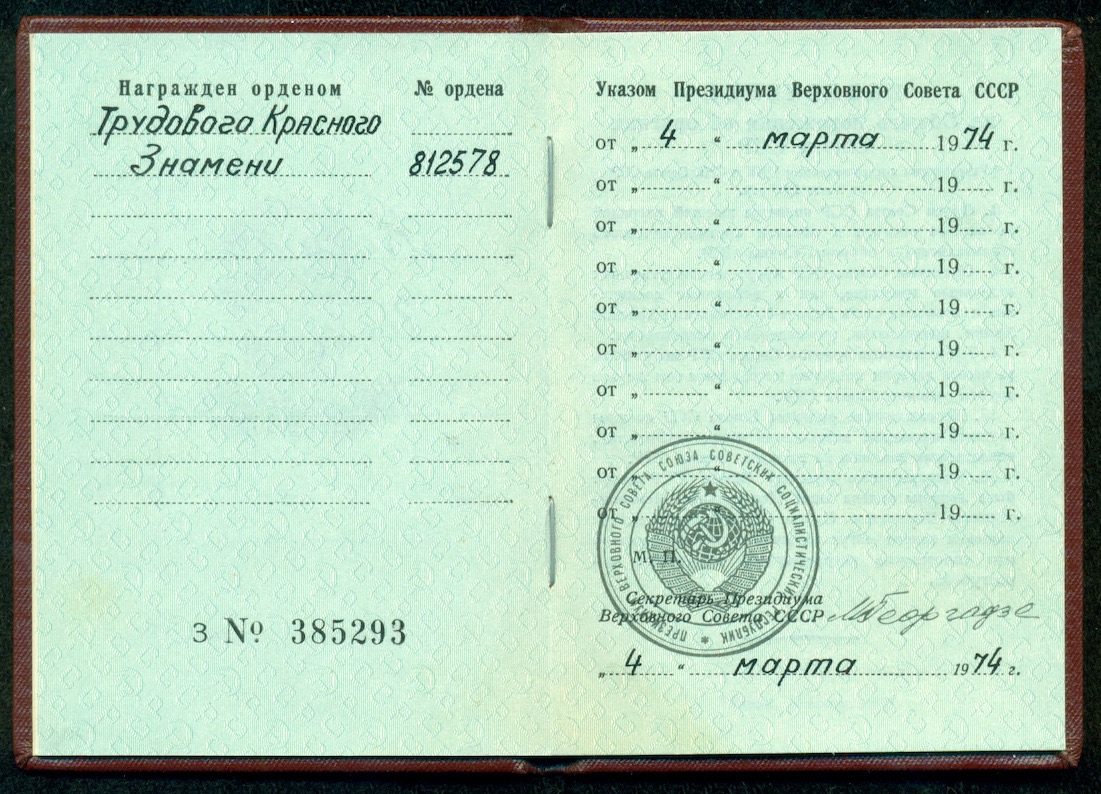 Награжден орденом № ордена
Трудового Красного
Знамени 812578
З № 385293
Указом Президиума Верховного Совета СССР
от „ 4 “ марта 1974 г.
от „ “ 19 г.
от „ “ 19 г.
от „ “ 19 г.
от „ “ 19 г.
от „ “ 19 г.
от „ “ 19 г.
от „ “ 19 г.
от „ “ 19 г.
от „ “ 19 г.
ПРЕЗИДИУМ ВЕРХОВНОГО СОВЕТА СОЮЗА СОВЕТСКИХ СОЦИАЛИСТИЧЕСКИХ РЕСПУБЛИК *
М. П.
Секретарь Президиума
Верховного Совета СССР МГеоргадзе
„ 4 “ марта 1974 г.